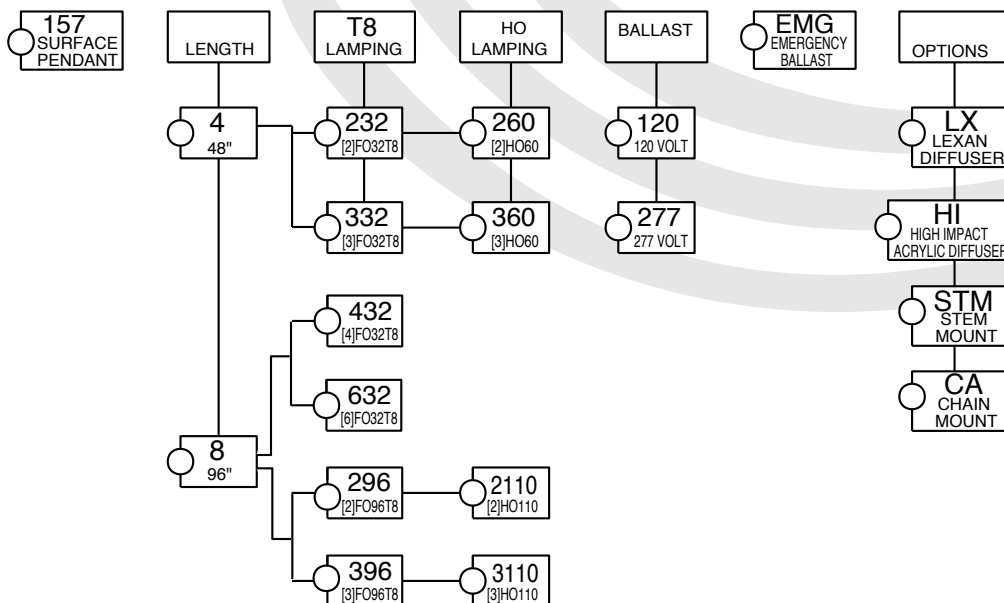 157
SURFACE
PENDANT
LENGTH
T8
LAMPING
HO
LAMPING
BALLAST
EMG
EMERGENCY
BALLAST
OPTIONS
4
48"
232
[2]FO32T8
260
[2]HO60
120
120 VOLT
LX
LEXAN
DIFFUSER
332
[3]FO32T8
360
[3]HO60
277
277 VOLT
HI
HIGH IMPACT
ACRYLIC DIFFUSER
432
[4]FO32T8
STM
STEM
MOUNT
632
[6]FO32T8
CA
CHAIN
MOUNT
8
96"
296
[2]FO96T8
2110
[2]HO110
396
[3]FO96T8
3110
[3]HO110